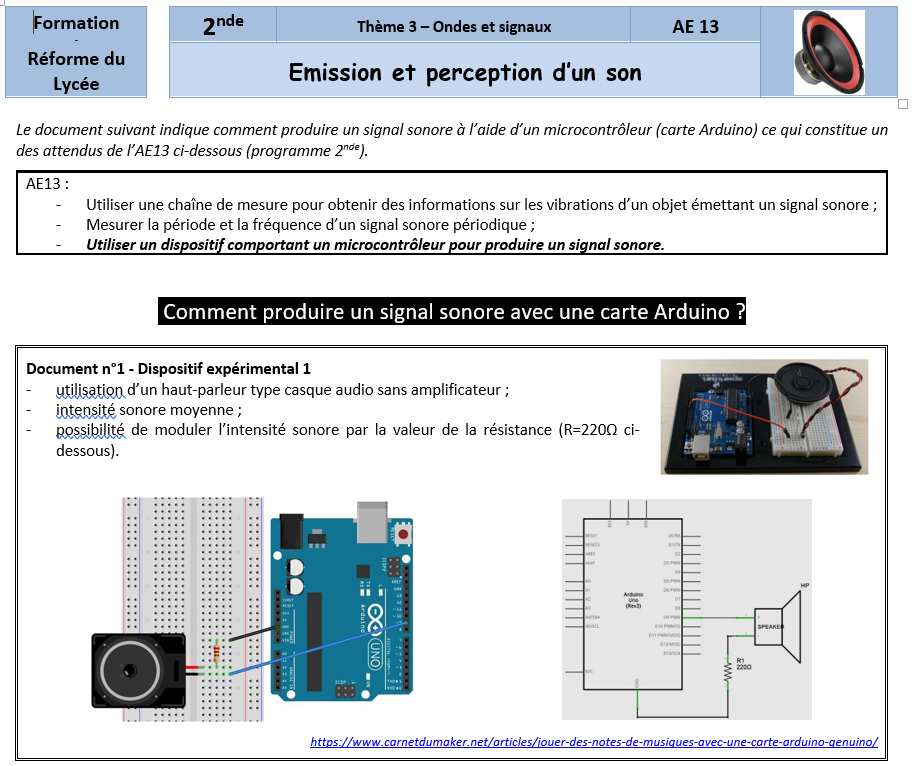 Formation
-
Réforme du
Lycée
2nde
Thème 3 – Ondes et signaux
AE 13
Emission et perception d'un son
Le document suivant indique comment produire un signal sonore à l'aide d'un microcontrôleur (carte Arduino) ce qui constitue un
des attendus de l'AE13 ci-dessous (programme 2nde).
AE13 :
- Utiliser une chaîne de mesure pour obtenir des informations sur les vibrations d'un objet émettant un signal sonore ;
- Mesurer la période et la fréquence d'un signal sonore périodique ;
- Utiliser un dispositif comportant un microcontrôleur pour produire un signal sonore.
Comment produire un signal sonore avec une carte Arduino ?
Document n°1 - Dispositif expérimental 1
- utilisation d'un haut-parleur type casque audio sans amplificateur ;
- intensité sonore moyenne ;
- possibilité de moduler l'intensité sonore par la valeur de la résistance (R=220Ω ci-
dessous).
Arduino
UNO
Arduino
Uno
(Rev3)
HP
SPEAKER
R1
220Ω
https://www.carnetdumaker.net/articles/jouer-des-notes-de-musiques-avec-une-carte-arduino-genuino/